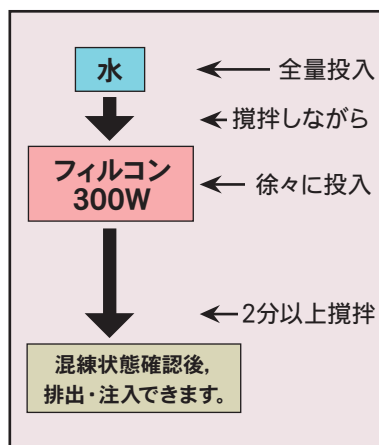 水
全量投入
撹拌しながら
フィルコン
300W
徐々に投入
2分以上撹拌
混練状態確認後,
排出・注入できます。